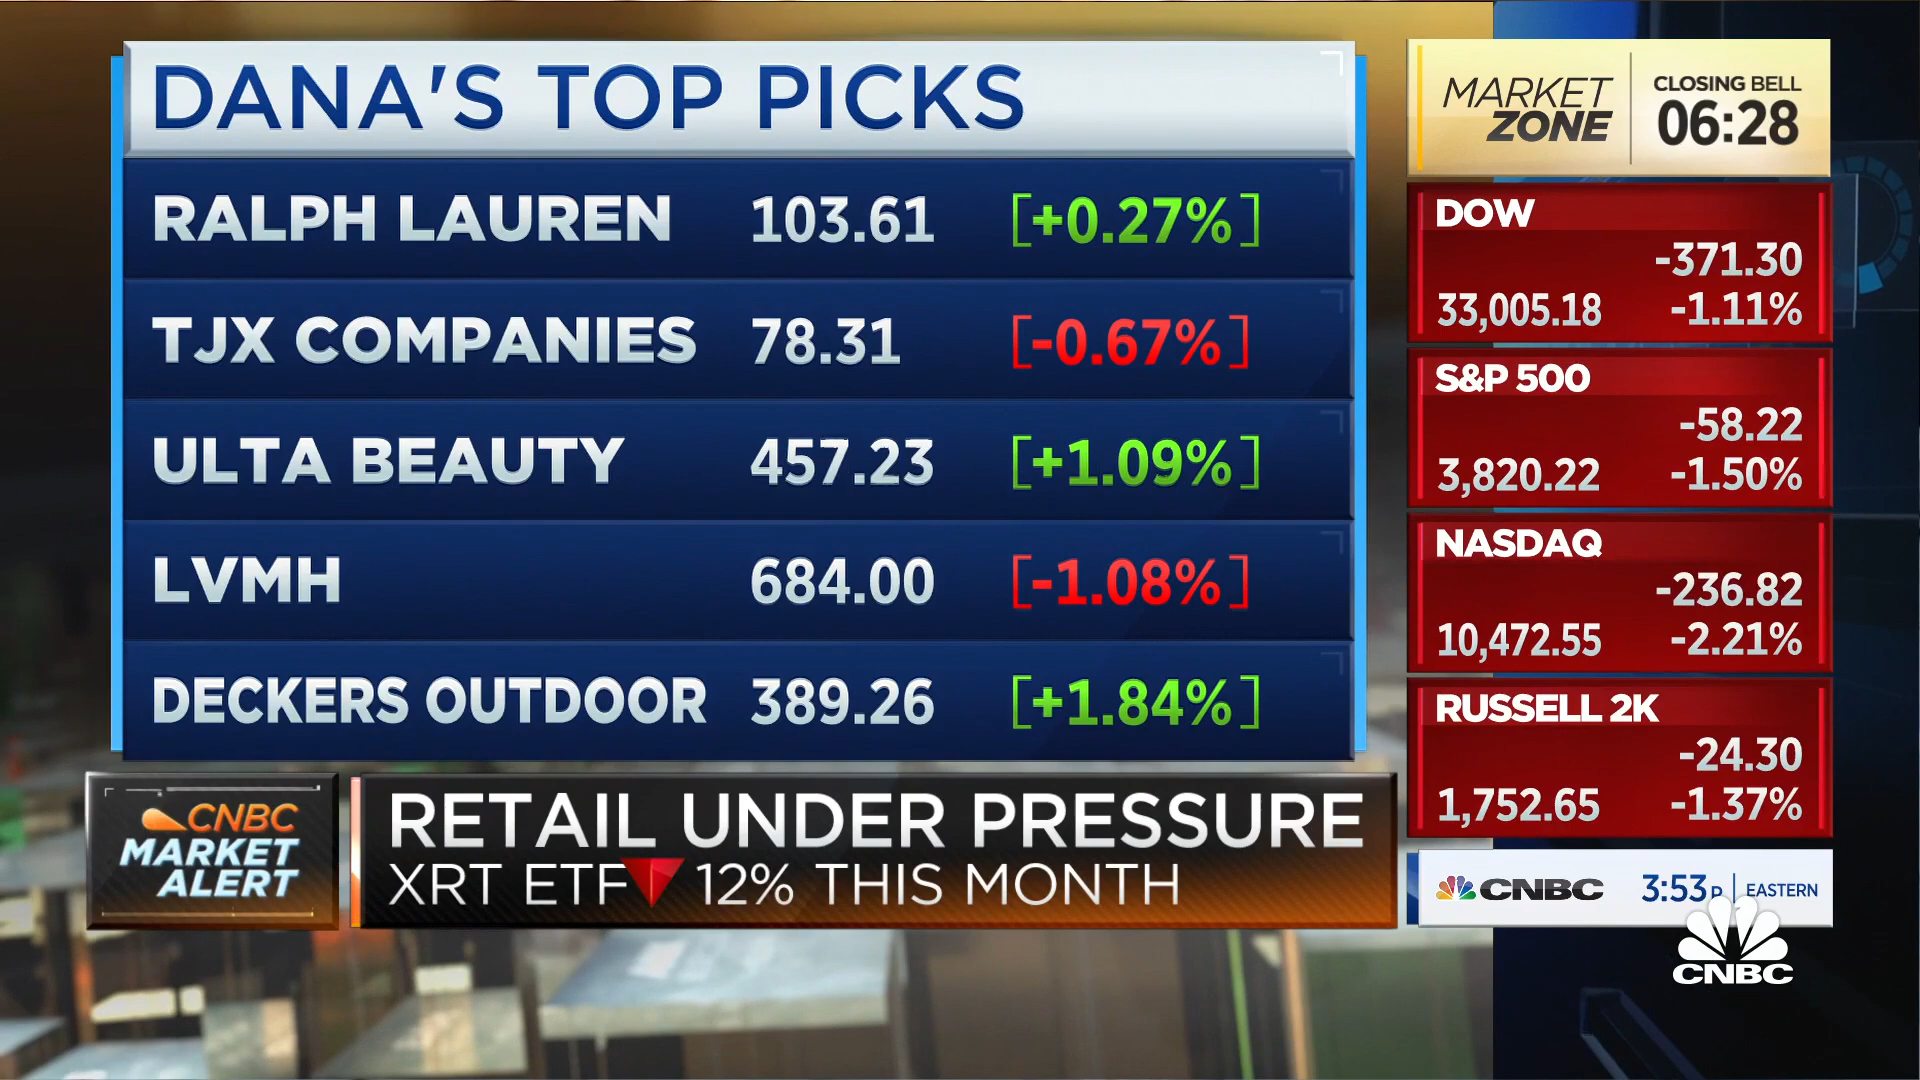 DANA'S TOP PICKS
RALPH LAUREN 103.61 [+0.27%]
TJX COMPANIES 78.31 [-0.67%]
ULTA BEAUTY 457.23 [+1.09%]
LVMH 684.00 [-1.08%]
DECKERS OUTDOOR 389.26 [+1.84%]
CNBC
MARKET
ALERT
RETAIL UNDER PRESSURE
XRT ETF 12% THIS MONTH
MARKET
ZONE
CLOSING BELL
06:28
DOW
-371.30
33,005.18 -1.11%
S&P 500
-58.22
3,820.22 -1.50%
NASDAQ
-236.82
10,472.55 -2.21%
RUSSELL 2K
-24.30
1,752.65 -1.37%
CNBC 3:53P EASTERN
CNBC